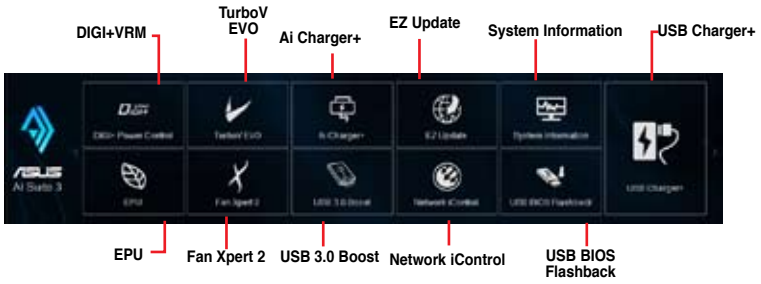 DIGI+VRM
TurboV
EVO
Ai Charger+
EZ Update
System Information
USB Charger+
DIGI+ Power Control
TurboV EVO
Ai Charger+
EZ Update
System Information
ASUS
AI Suite 3
EPU
Fan Xpert 2
USB 3.0 Boost
Network iControl
USB BIOS Flashback
USB Charger+
EPU
Fan Xpert 2
USB 3.0 Boost
Network iControl
USB BIOS
Flashback